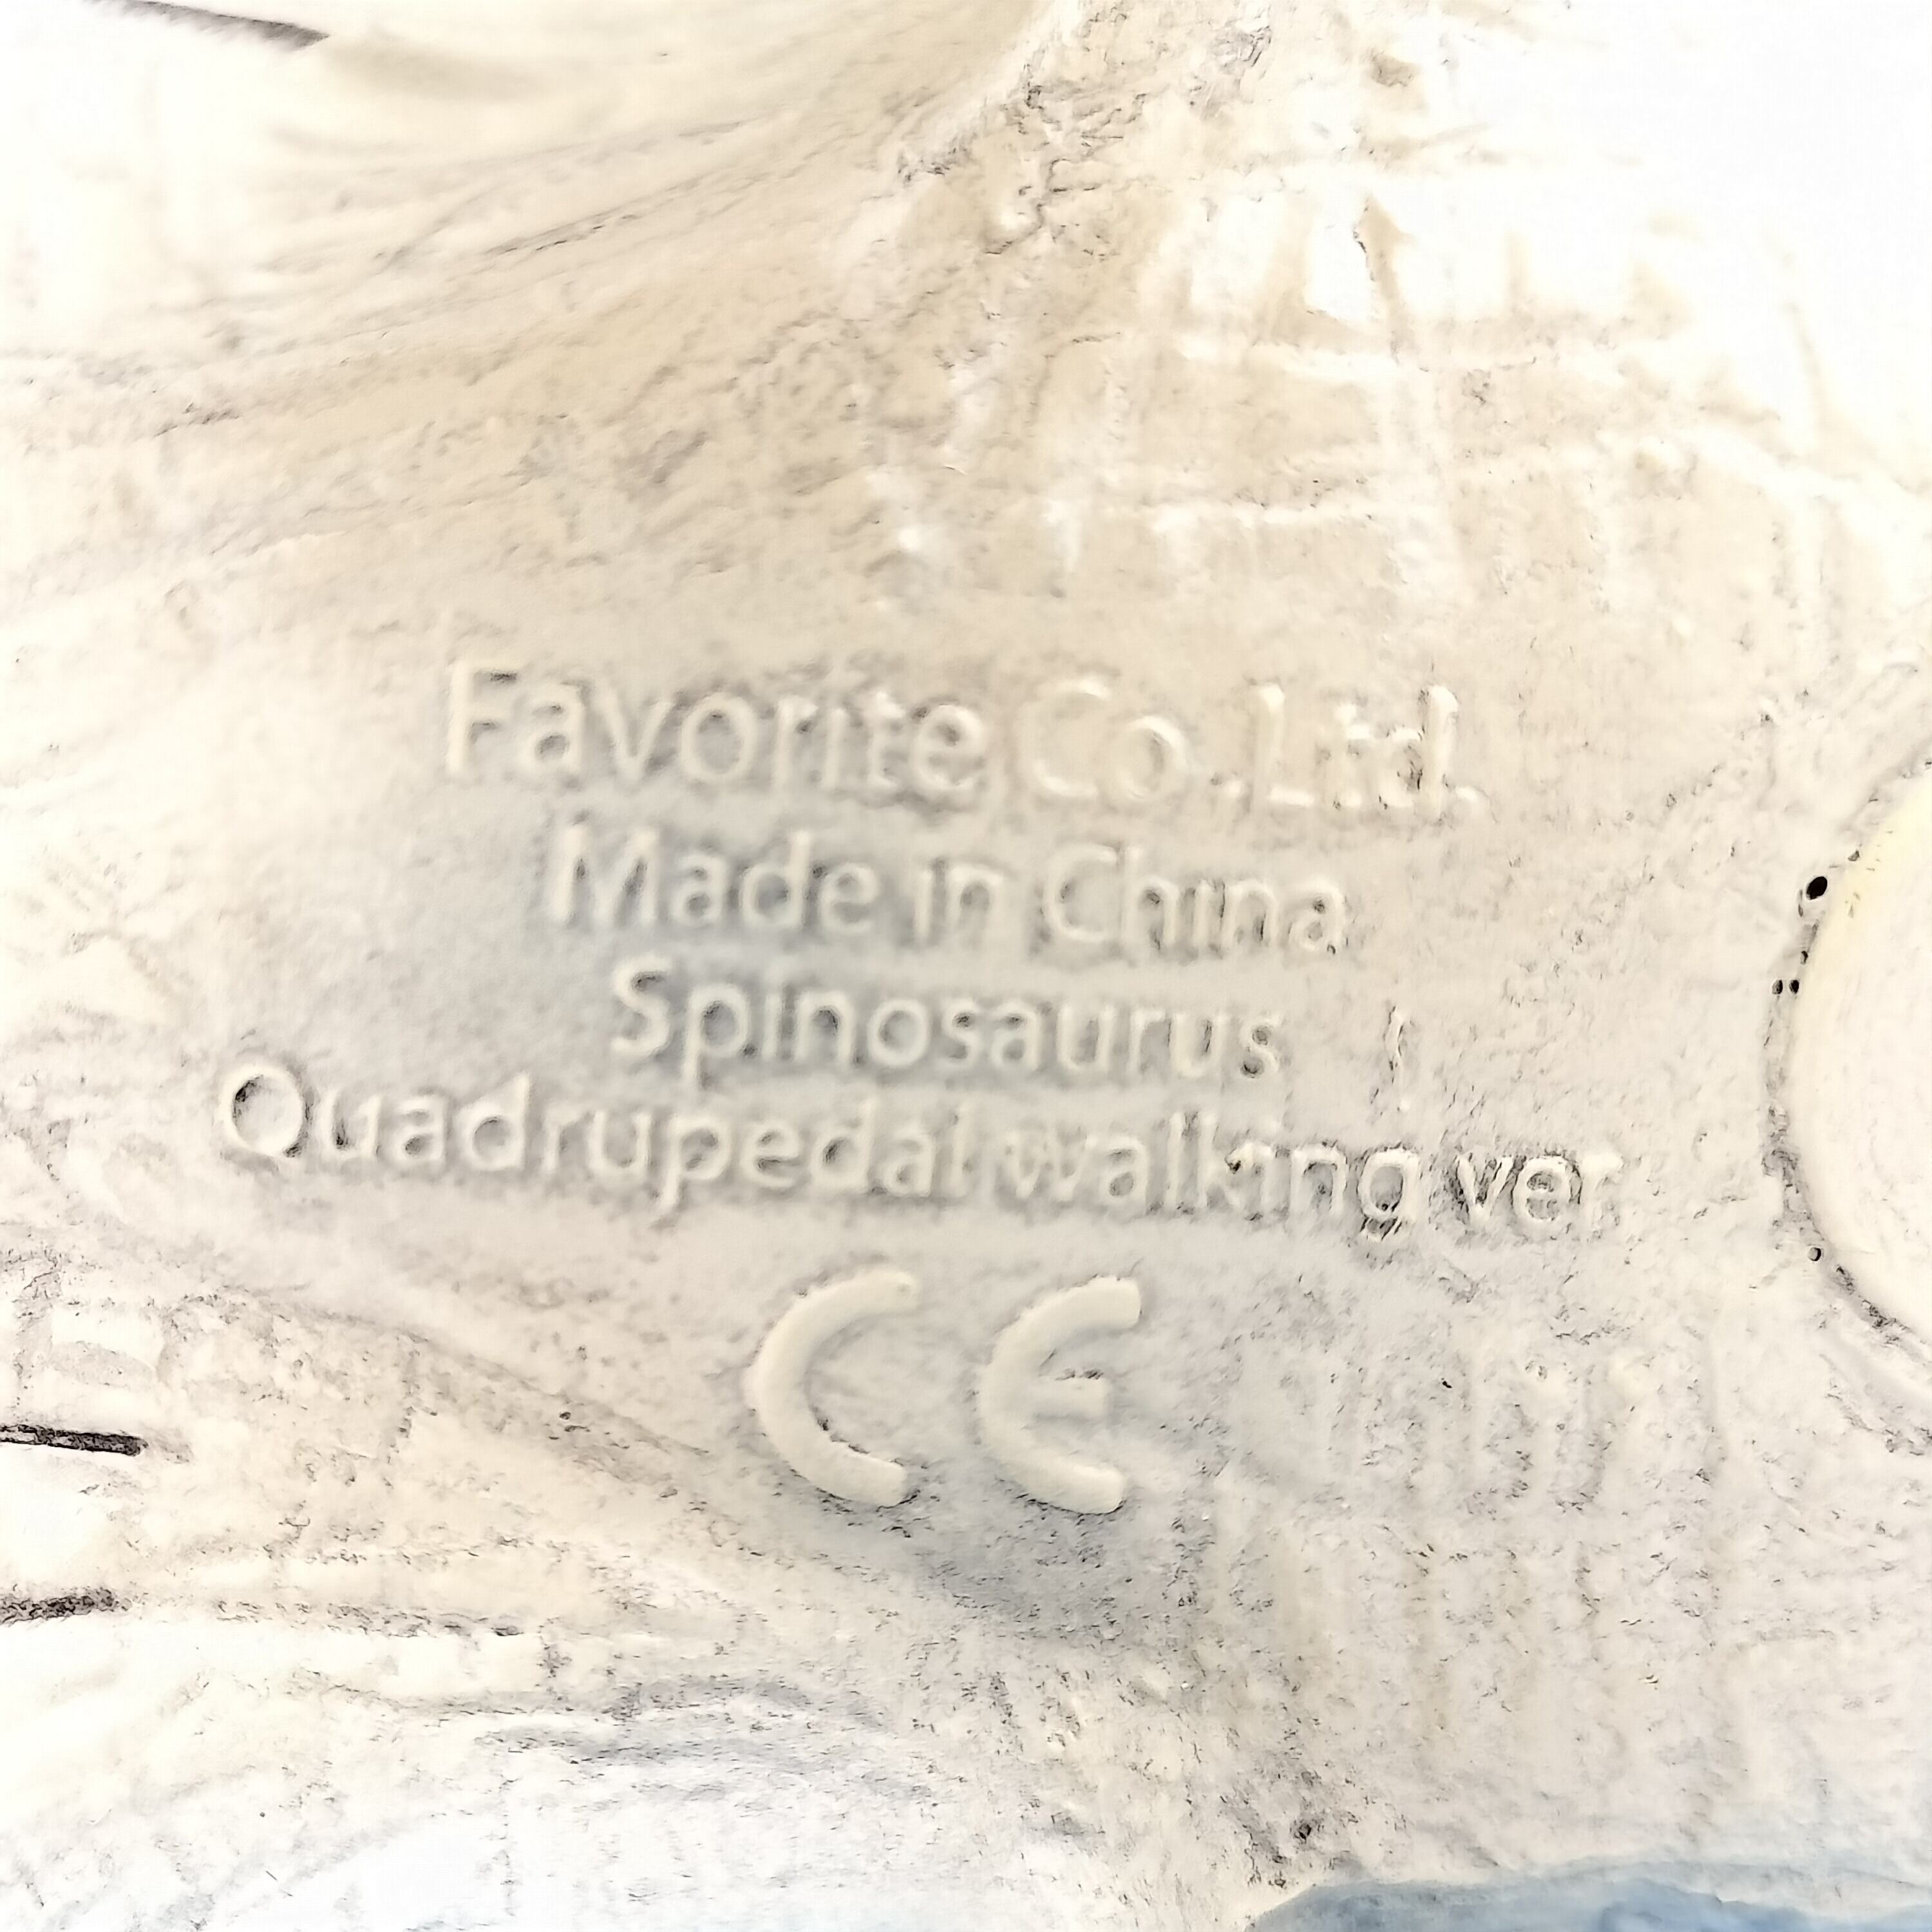 Favorite Co.,Ltd.
Made in China
Spinosaurus
Quadrupedal walking ver
CE